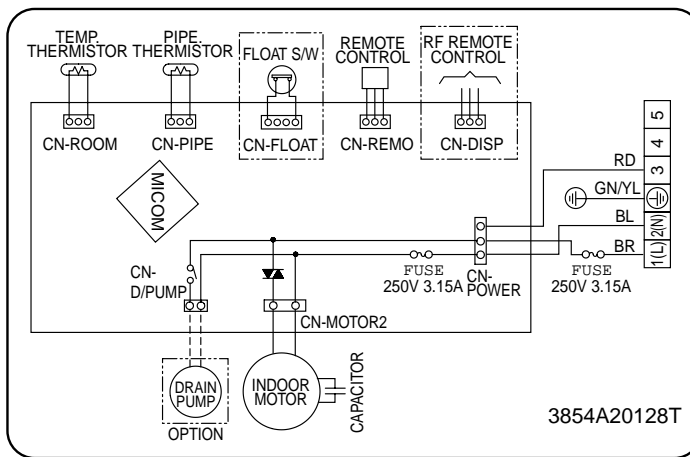 TEMP.
THERMISTOR
PIPE.
THERMISTOR
FLOAT S/W
REMOTE
CONTROL
RF REMOTE
CONTROL
CN-ROOM
CN-PIPE
CN-FLOAT
CN-REMO
CN-DISP
MICOM
5
4
3
2(N)
1(L)
RD
GN/YL
BL
BR
CN-
D/PUMP
FUSE
250V 3.15A
CN-
POWER
FUSE
250V 3.15A
CN-MOTOR2
DRAIN
PUMP
OPTION
INDOOR
MOTOR
CAPACITOR
3854A20128T